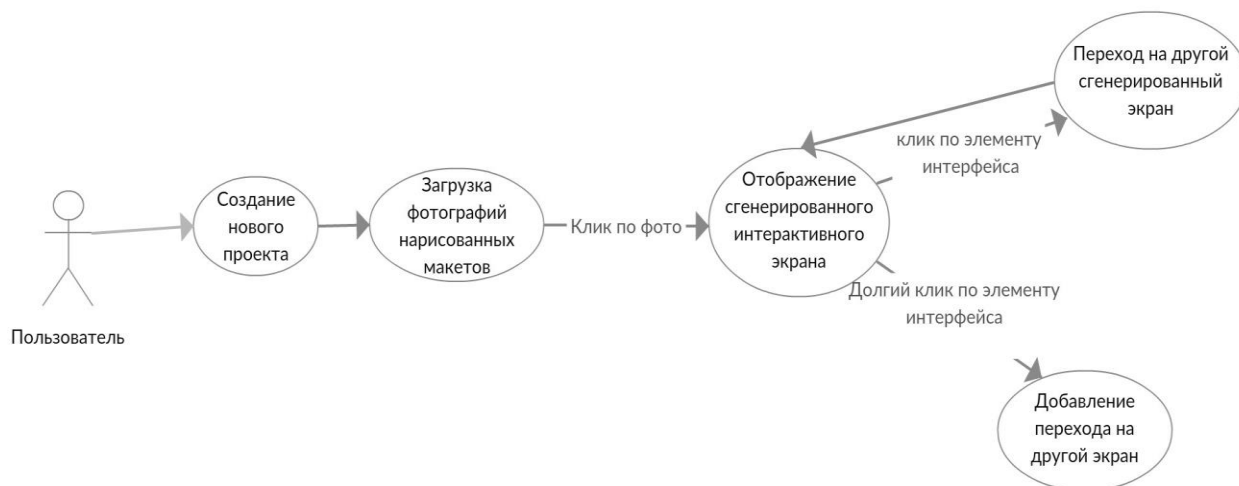 Пользователь
Создание
нового
проекта
Загрузка
фотографий
нарисованных
макетов
Клик по фото
Отображение
сгенерированного
интерактивного
экрана
клик по элементу
интерфейса
Переход на другой
сгенерированный
экран
Долгий клик по элементу
интерфейса
Добавление
перехода на
другой экран